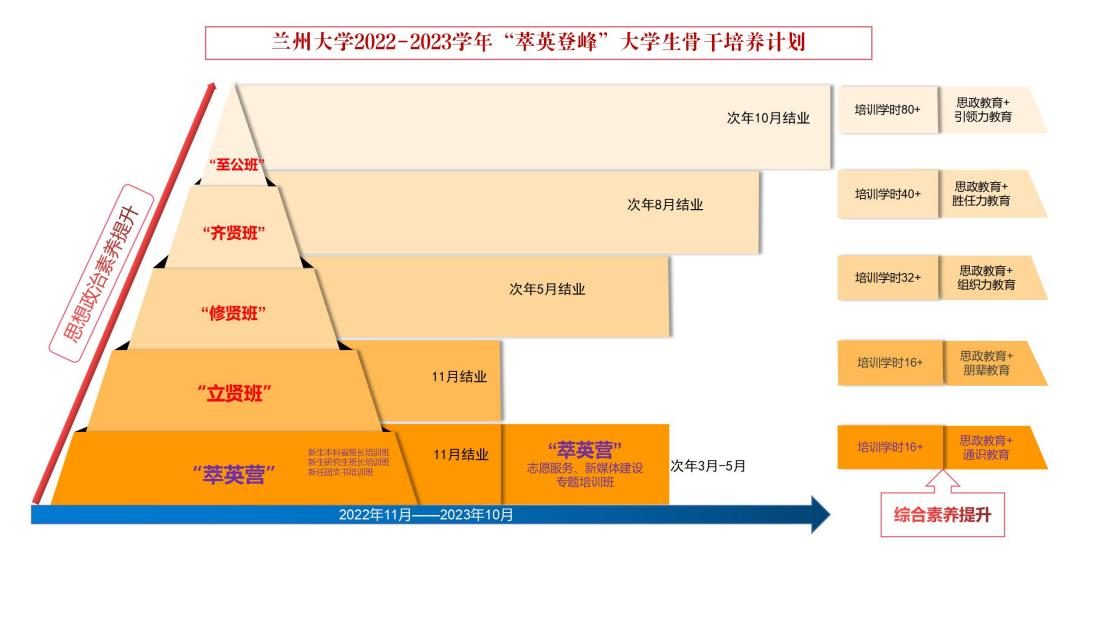 兰州大学2022-2023学年“萃英登峰”大学生骨干培养计划
思想政治素养提升
“至公班”
次年10月结业
培训学时80+
思政教育+
引领力教育
“齐贤班”
次年8月结业
培训学时40+
思政教育+
胜任力教育
“修贤班”
次年5月结业
培训学时32+
思政教育+
组织力教育
“立贤班”
11月结业
培训学时16+
思政教育+
朋辈教育
“萃英营”
新生本科省班长培训班
新生研究生班长培训班
新任团支书培训班
11月结业
“萃英营”
志愿服务、新媒体建设
专题培训班
次年3月-5月
培训学时16+
思政教育+
通识教育
2022年11月——2023年10月
综合素养提升